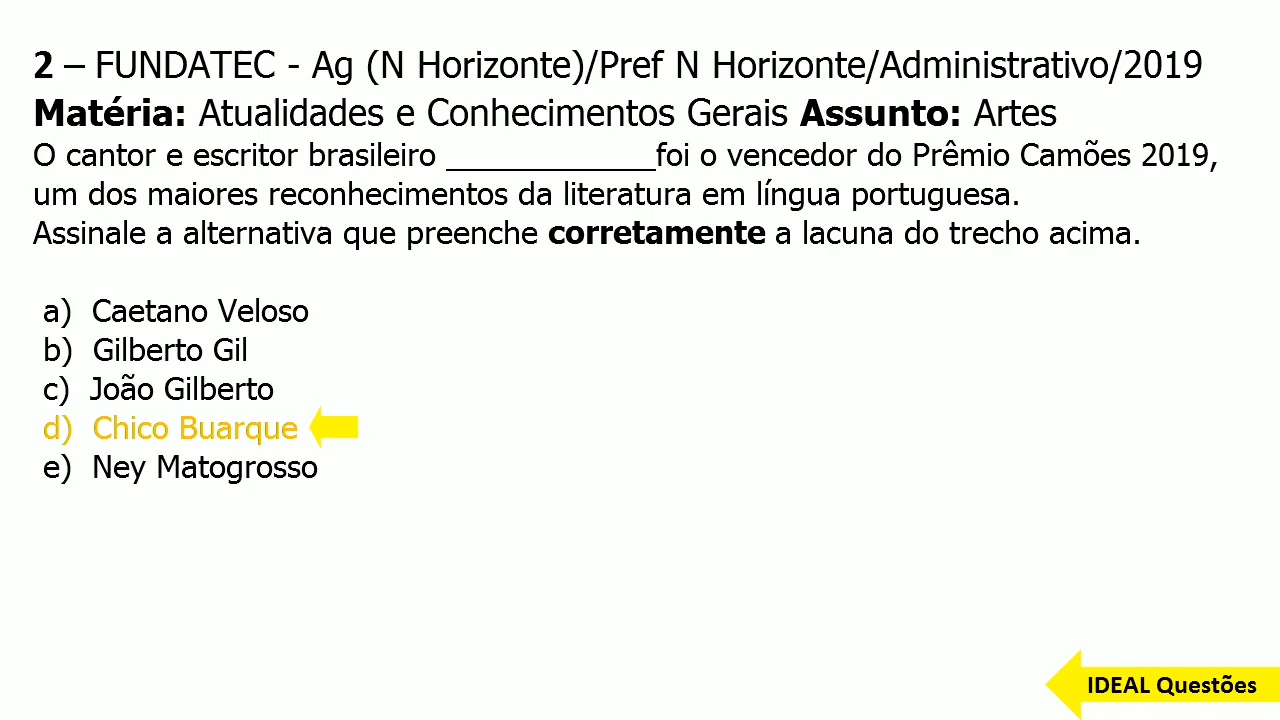 2 – FUNDATEC - Ag (N Horizonte)/Pref N Horizonte/Administrativo/2019
Matéria: Atualidades e Conhecimentos Gerais Assunto: Artes
O cantor e escritor brasileiro _____________foi o vencedor do Prêmio Camões 2019,
um dos maiores reconhecimentos da literatura em língua portuguesa.
Assinale a alternativa que preenche corretamente a lacuna do trecho acima.
a) Caetano Veloso
b) Gilberto Gil
c) João Gilberto
d) Chico Buarque
e) Ney Matogrosso
IDEAL Questões